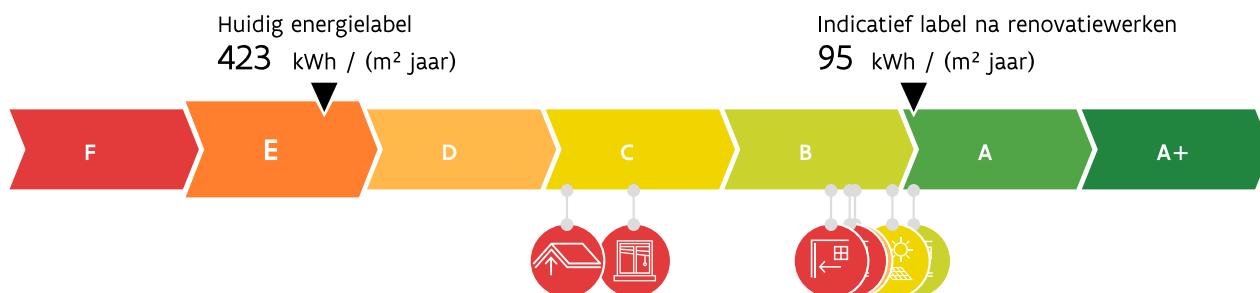 Huidig energielabel
423 kWh / (m² jaar)
Indicatief label na renovatiewerken
95 kWh / (m² jaar)
F E D C B A A+